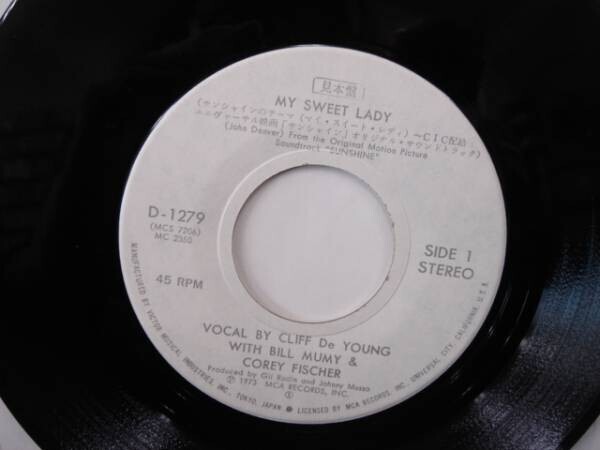 見本盤
MY SWEET LADY
(サンシャインのテーマ (マイ・スイート・レディ) 〜CIC配給
ユニヴァーサル映画「サンシャイン」オリジナル・サウンドトラック)
(John Denver) From the Original Motion Picture
Soundtrack "SUNSHINE"
D-1279
(MCS 7206)
MC 2350
SIDE 1
STEREO
45 RPM
VOCAL BY CLIFF De YOUNG
WITH BILL MUMY &
COREY FISCHER
Produced by Gil Rodin and Johnny Musso
Ⓟ 1973 MCA RECORDS, INC.
MANUFACTURED BY VICTOR MUSICAL INDUSTRIES INC. TOKYO, JAPAN ● LICENSED BY MCA RECORDS, INC. UNIVERSAL CITY, CALIFORNIA, U.S.A.